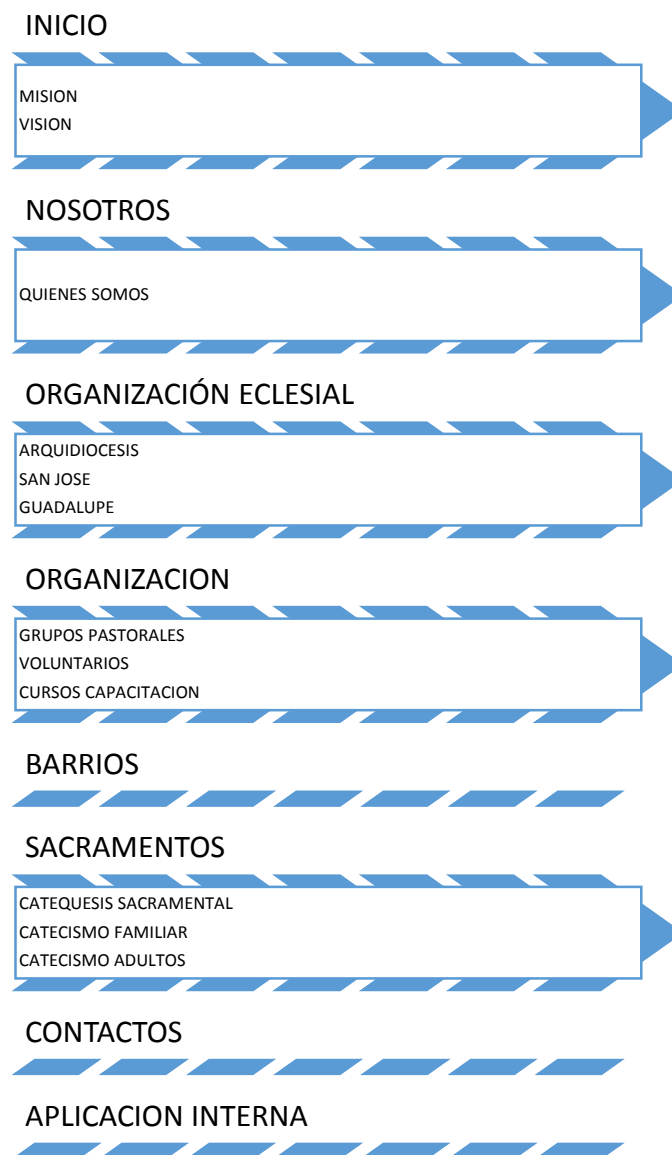 INICIO
MISION
VISION
NOSOTROS
QUIENES SOMOS
ORGANIZACIÓN ECLESIAL
ARQUIDIOCESIS
SAN JOSE
GUADALUPE
ORGANIZACION
GRUPOS PASTORALES
VOLUNTARIOS
CURSOS CAPACITACION
BARRIOS
SACRAMENTOS
CATEQUESIS SACRAMENTAL
CATECISMO FAMILIAR
CATECISMO ADULTOS
CONTACTOS
APLICACION INTERNA